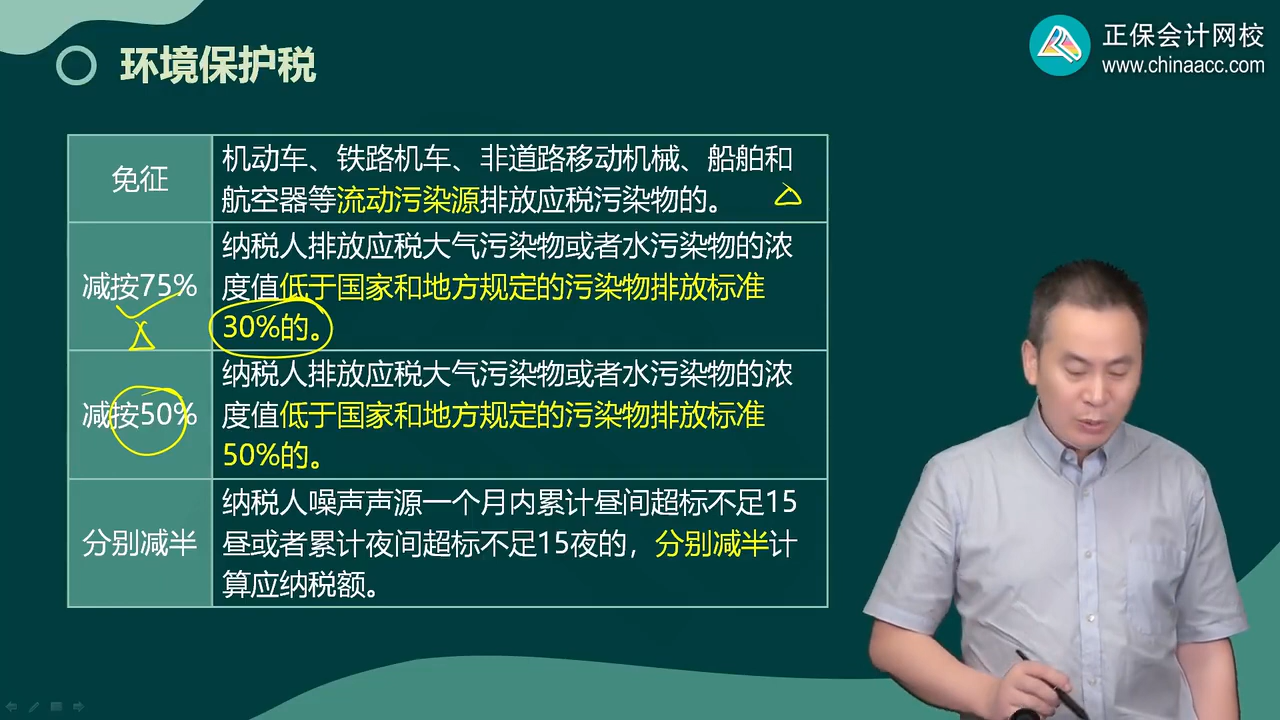 环境保护税
正保会计网校
www.chinaacc.com
免征
机动车、铁路机车、非道路移动机械、船舶和
航空器等流动污染源排放应税污染物的。
减按75%
纳税人排放应税大气污染物或者水污染物的浓
度值低于国家和地方规定的污染物排放标准
30%的。
减按50%
纳税人排放应税大气污染物或者水污染物的浓
度值低于国家和地方规定的污染物排放标准
50%的。
分别减半
纳税人噪声声源一个月内累计昼间超标不足15
昼或者累计夜间超标不足15夜的，分别减半计
算应纳税额。